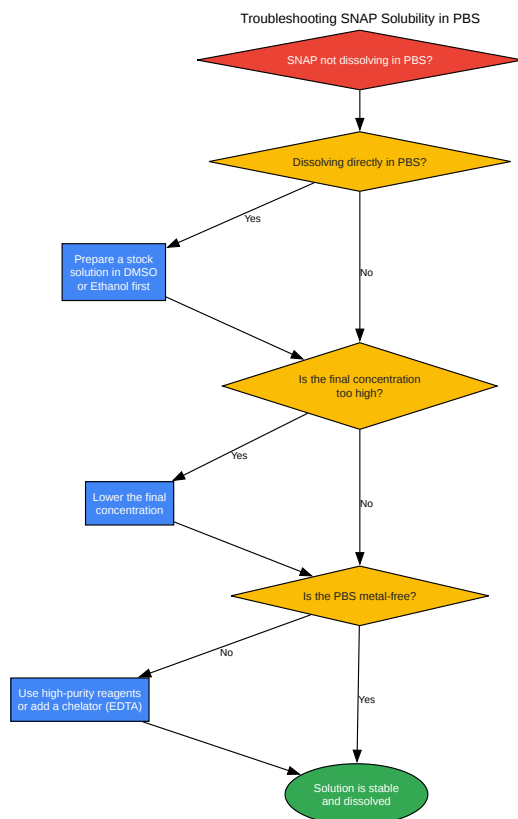 Troubleshooting SNAP Solubility in PBS
SNAP not dissolving in PBS?
Dissolving directly in PBS?
Yes
Prepare a stock
solution in DMSO
or Ethanol first
No
Is the final concentration
too high?
Yes
Lower the final
concentration
No
Is the PBS metal-free?
No
Use high-purity reagents
or add a chelator (EDTA)
Yes
Solution is stable
and dissolved